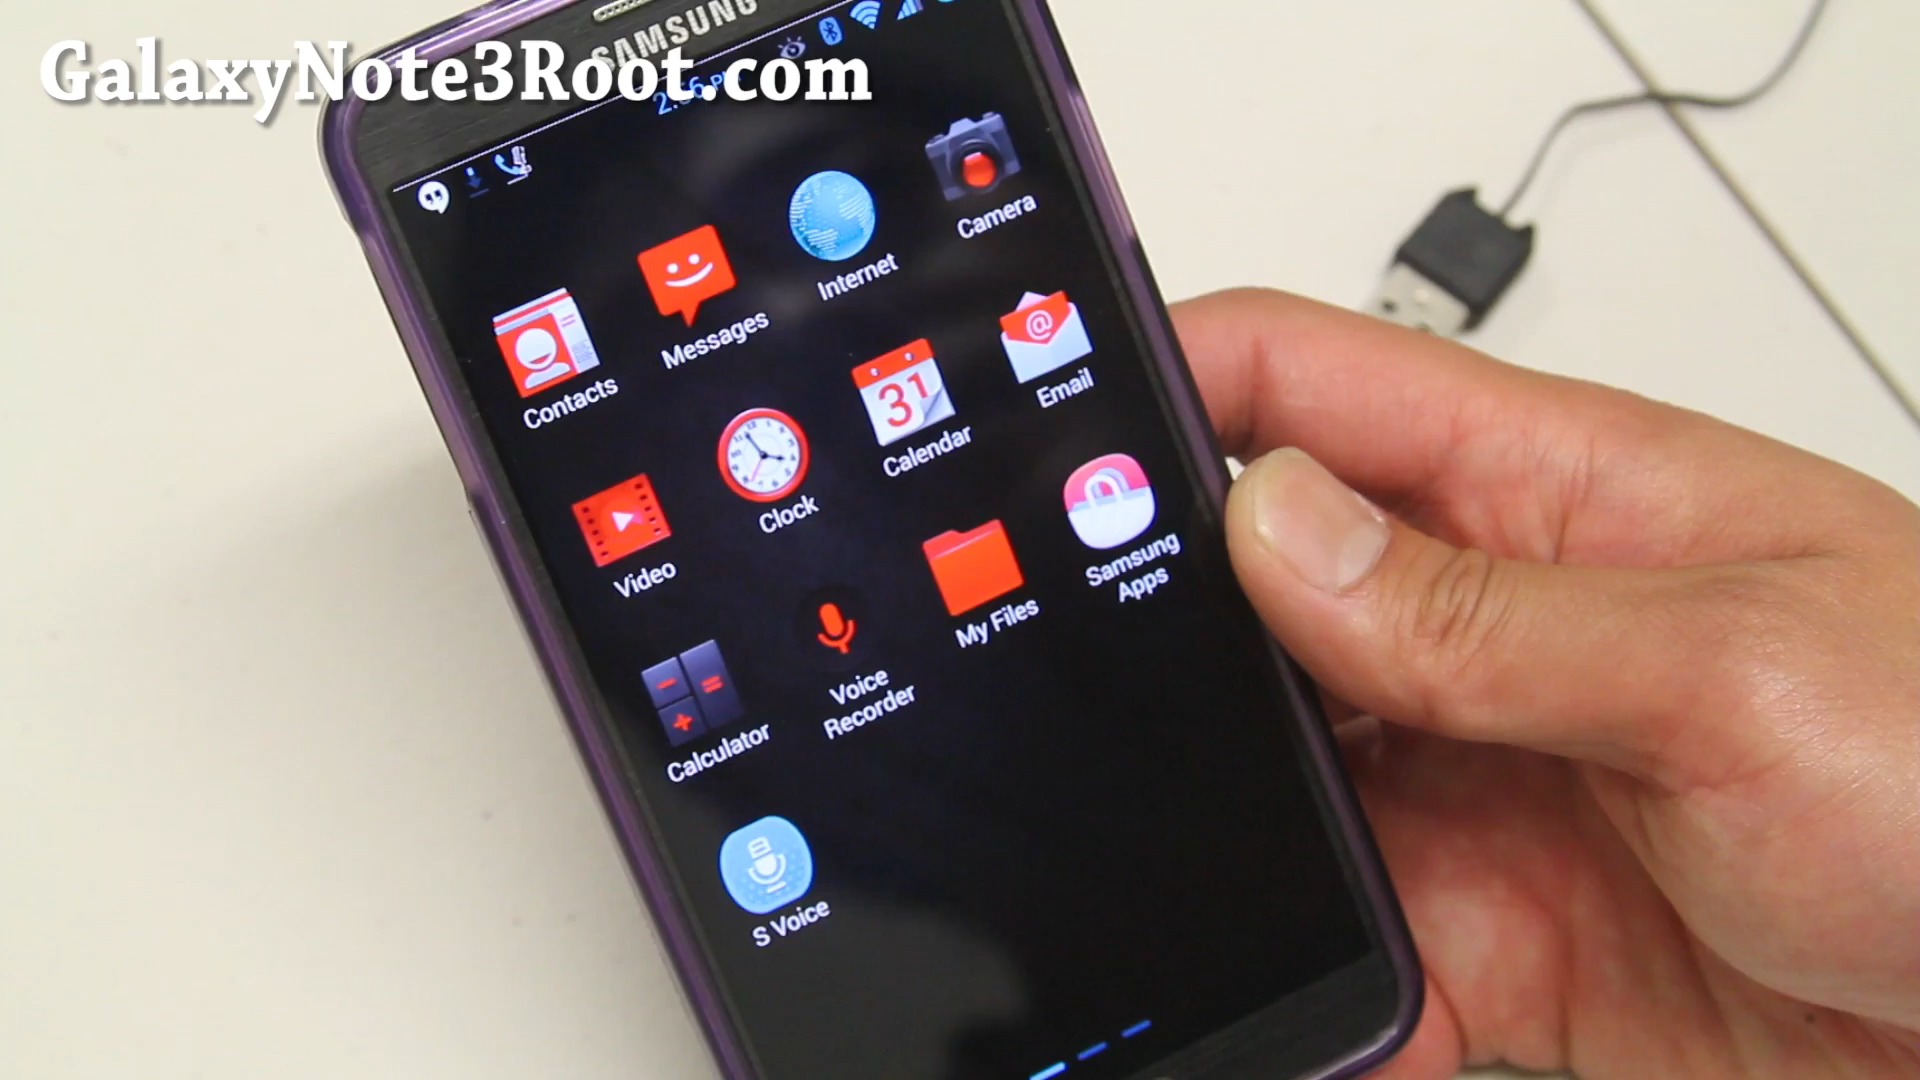 GalaxyNote3Root.com
SAMSUNG
Contacts
Messages
Internet
Camera
Video
Clock
Calendar
31
Email
@
Calculator
Voice
Recorder
My Files
Samsung
Apps
S Voice